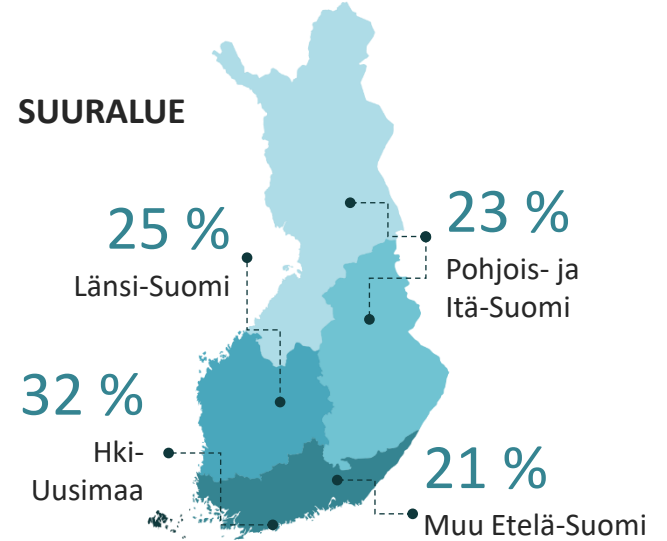 SUURALUE
25 %
Länsi-Suomi
23 %
Pohjois- ja
Itä-Suomi
32 %
Hki-
Uusimaa
21 %
Muu Etelä-Suomi